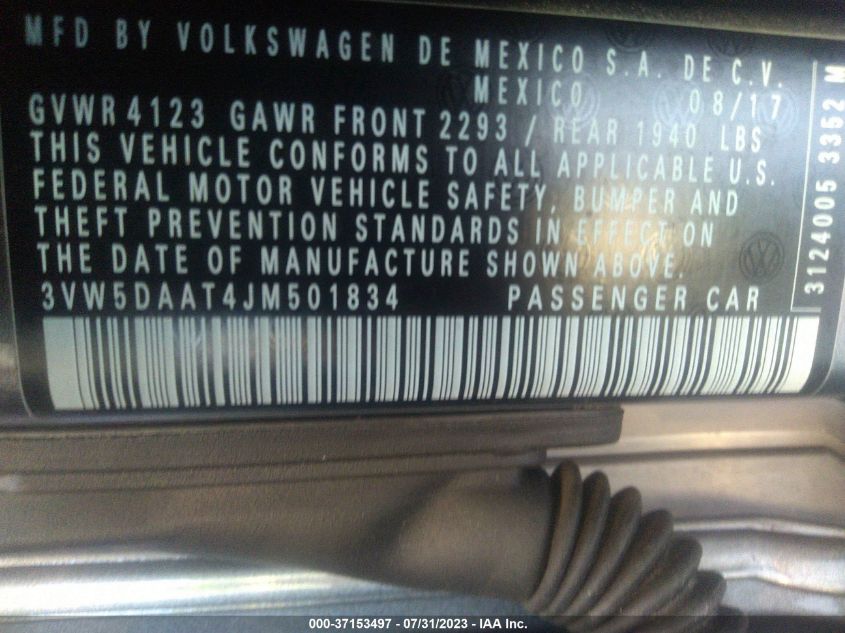 MFD BY VOLKSWAGEN DE MEXICO S.A. DE C.V.
MEXICO 08/17
GVWR 4123 GAWR FRONT 2293 / REAR 1940 LBS
THIS VEHICLE CONFORMS TO ALL APPLICABLE U.S.
FEDERAL MOTOR VEHICLE SAFETY, BUMPER AND
THEFT PREVENTION STANDARDS IN EFFECT ON
THE DATE OF MANUFACTURE SHOWN ABOVE.
3VW5DAAT4JM501834 PASSENGER CAR
3124005 3352 M
000-37153497 - 07/31/2023 - IAA Inc.